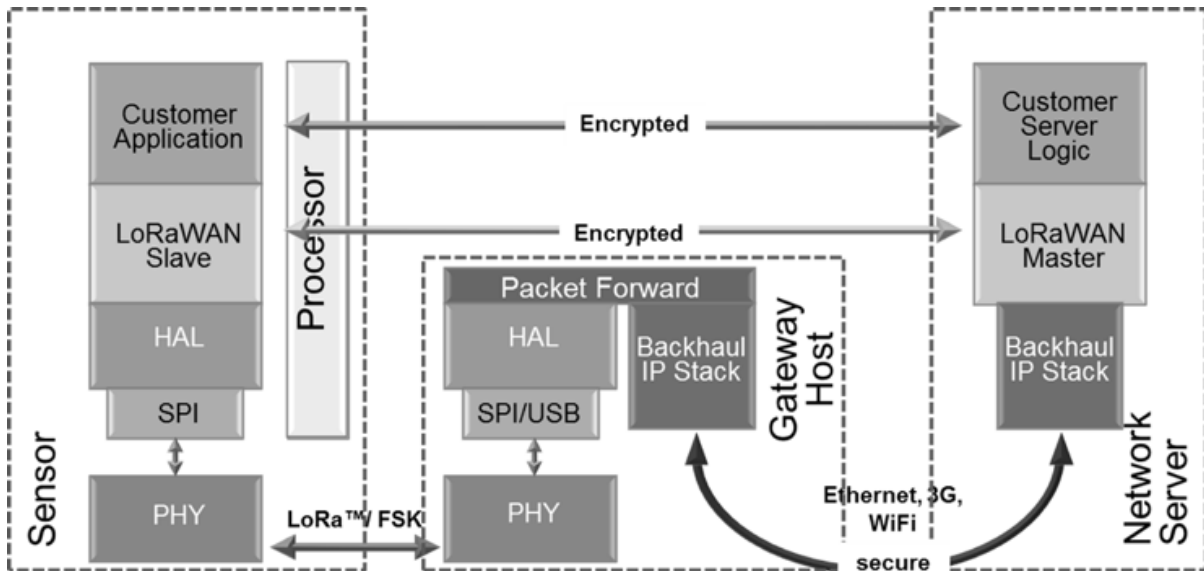 Customer
Application
LoRaWAN
Slave
HAL
SPI
PHY
Sensor
Processor
Encrypted
Encrypted
LoRa™/ FSK
Packet Forward
HAL
SPI/USB
PHY
Backhaul
IP Stack
Gateway
Host
Ethernet, 3G,
WiFi
secure
Customer
Server
Logic
LoRaWAN
Master
Backhaul
IP Stack
Network
Server